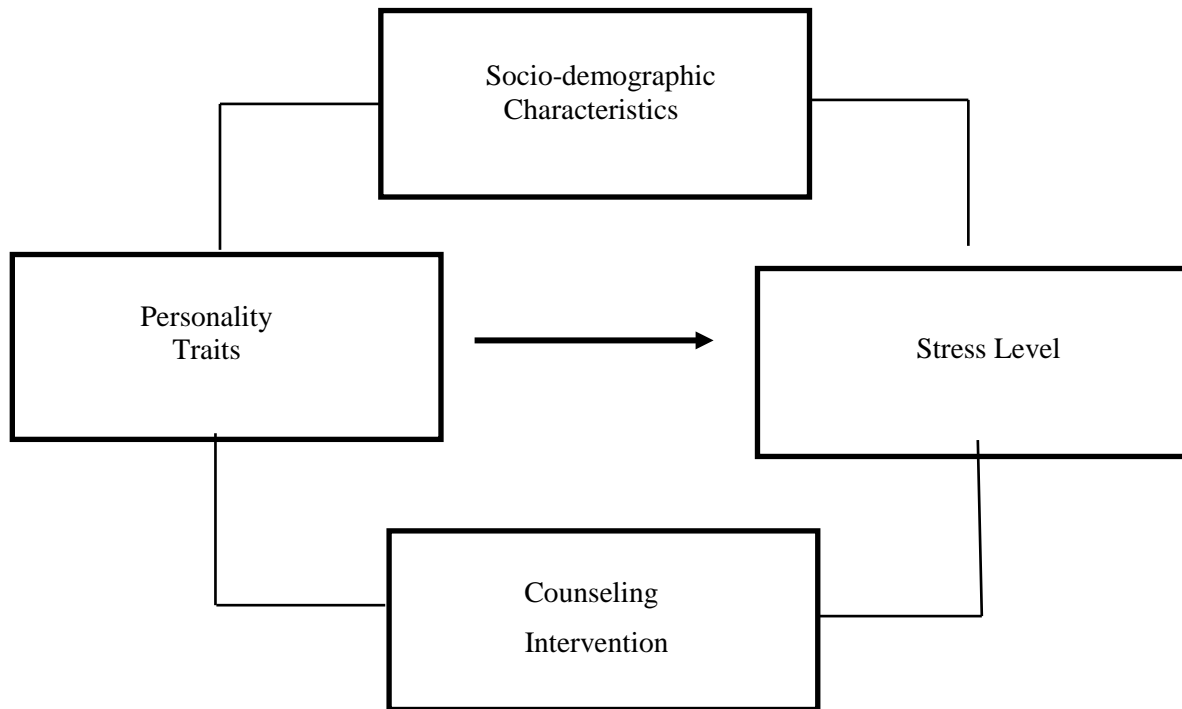 Socio-demographic
Characteristics
Personality
Traits
Stress Level
Counseling
Intervention